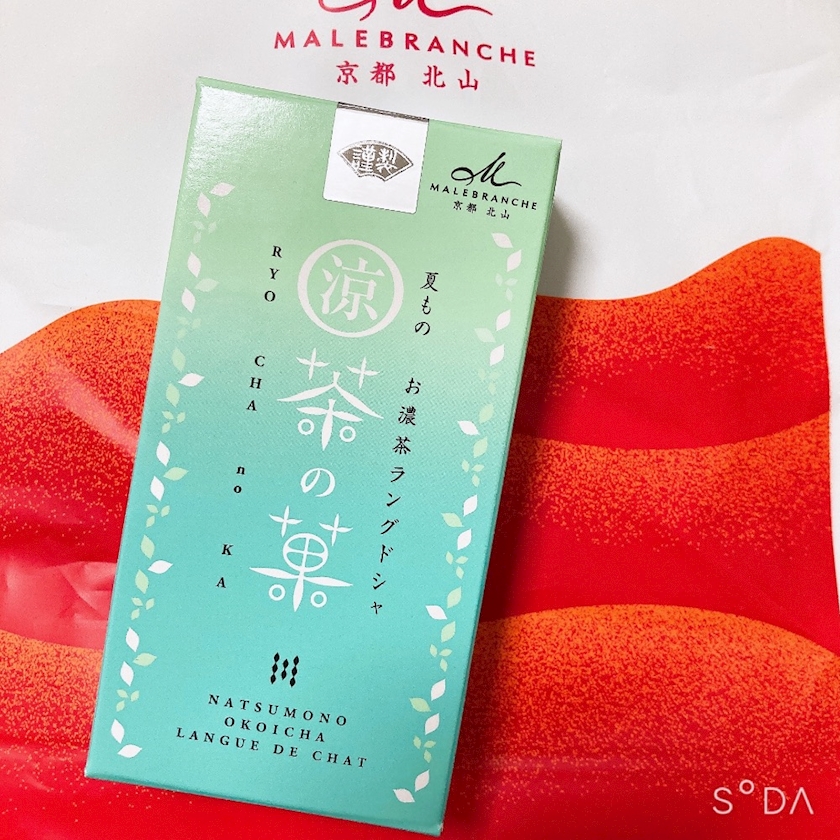 MALEBRANCHE
京都 北山
謹製
MALEBRANCHE
京都 北山
夏もの お濃茶ラングドシャ
涼
茶の菓
RYO CHA no KA
NATSUMONO
OKOICHA
LANGUE DE CHAT
SODA